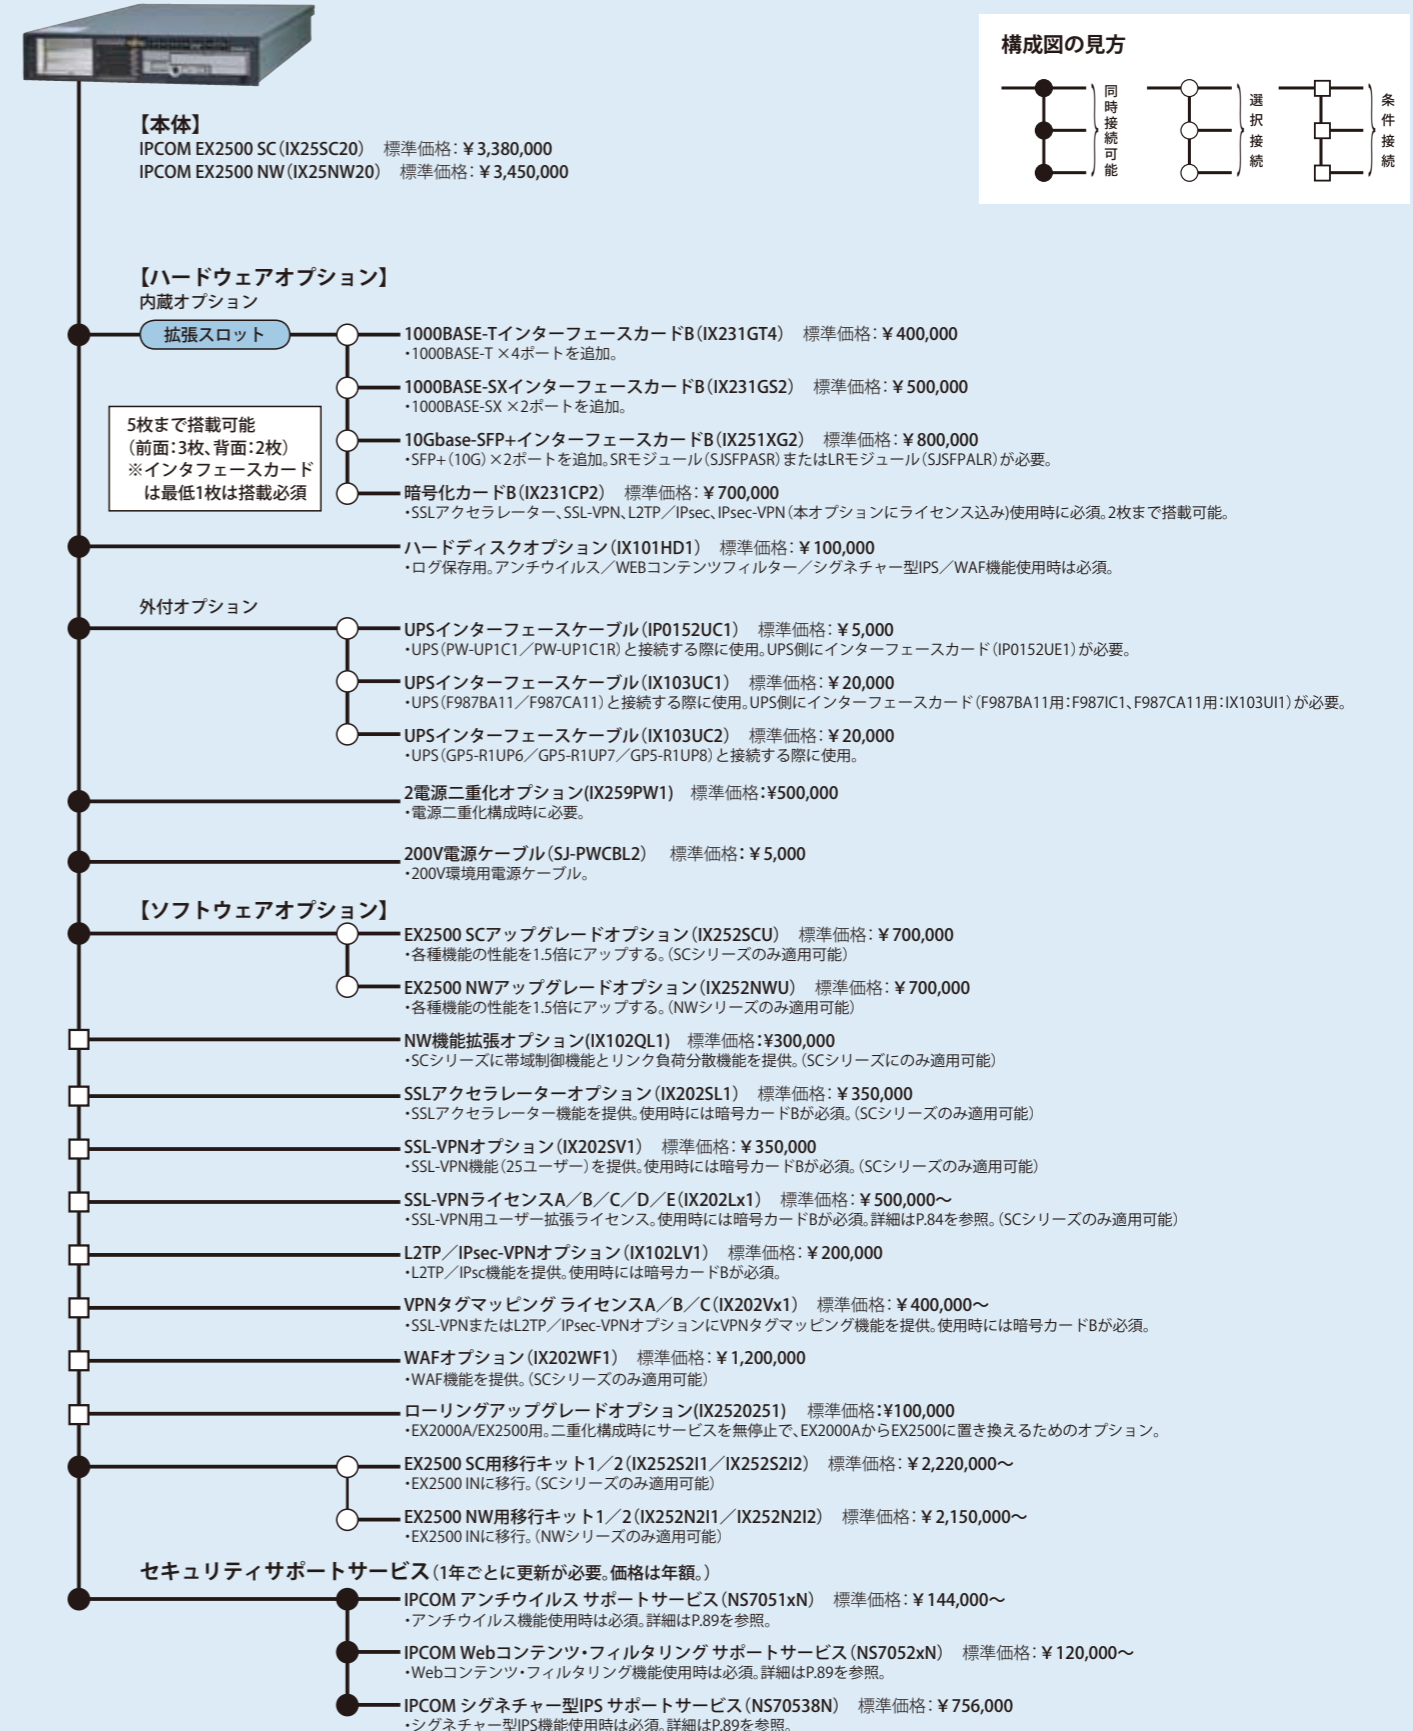 構成図の見方
同時接続可能
選択接続
条件接続
【本体】
IPCOM EX2500 SC（IX25SC20） 標準価格：￥3,380,000
IPCOM EX2500 NW（IX25NW20） 標準価格：￥3,450,000
【ハードウェアオプション】
内蔵オプション
拡張スロット
1000BASE-TインターフェースカードB（IX231GT4） 標準価格：￥400,000
・1000BASE-T ×4ポートを追加。
1000BASE-SXインターフェースカードB（IX231GS2） 標準価格：￥500,000
・1000BASE-SX ×2ポートを追加。
5枚まで搭載可能
（前面：3枚、背面：2枚）
※インタフェースカード
は最低1枚は搭載必須
10Gbase-SFP+インターフェースカードB（IX251XG2） 標準価格：￥800,000
・SFP+（10G）×2ポートを追加。SRモジュール（SJSFPASR）またはLRモジュール（SJSFPALR）が必要。
暗号化カードB（IX231CP2） 標準価格：￥700,000
・SSLアクセラレーター、SSL-VPN、L2TP／IPsec、IPsec-VPN（本オプションにライセンス込み)使用時に必須。2枚まで搭載可能。
ハードディスクオプション（IX101HD1） 標準価格：￥100,000
・ログ保存用。アンチウイルス／WEBコンテンツフィルター／シグネチャー型IPS／WAF機能使用時は必須。
外付オプション
UPSインターフェースケーブル（IP0152UC1） 標準価格：￥5,000
・UPS（PW-UP1C1／PW-UP1C1R）と接続する際に使用。UPS側にインターフェースカード（IP0152UE1）が必要。
UPSインターフェースケーブル（IX103UC1） 標準価格：￥20,000
・UPS（F987BA11／F987CA11）と接続する際に使用。UPS側にインターフェースカード（F987BA11用：F987IC1、F987CA11用：IX103UI1）が必要。
UPSインターフェースケーブル（IX103UC2） 標準価格：￥20,000
・UPS（GP5-R1UP6／GP5-R1UP7／GP5-R1UP8）と接続する際に使用。
2電源二重化オプション(IX259PW1) 標準価格:¥500,000
・電源二重化構成時に必要。
200V電源ケーブル（SJ-PWCBL2） 標準価格：￥5,000
・200V環境用電源ケーブル。
【ソフトウェアオプション】
EX2500 SCアップグレードオプション（IX252SCU） 標準価格：￥700,000
・各種機能の性能を1.5倍にアップする。（SCシリーズのみ適用可能）
EX2500 NWアップグレードオプション（IX252NWU） 標準価格：￥700,000
・各種機能の性能を1.5倍にアップする。（NWシリーズのみ適用可能）
NW機能拡張オプション(IX102QL1) 標準価格:¥300,000
・SCシリーズに帯域制御機能とリンク負荷分散機能を提供。（SCシリーズにのみ適用可能）
SSLアクセラレーターオプション（IX202SL1） 標準価格：￥350,000
・SSLアクセラレーター機能を提供。使用時には暗号カードBが必須。（SCシリーズのみ適用可能）
SSL-VPNオプション（IX202SV1） 標準価格：￥350,000
・SSL-VPN機能（25ユーザー）を提供。使用時には暗号カードBが必須。（SCシリーズのみ適用可能）
SSL-VPNライセンスA／B／C／D／E（IX202Lx1） 標準価格：￥500,000～
・SSL-VPN用ユーザー拡張ライセンス。使用時には暗号カードBが必須。詳細はP.84を参照。（SCシリーズのみ適用可能）
L2TP／IPsec-VPNオプション（IX102LV1） 標準価格：￥200,000
・L2TP／IPsc機能を提供。使用時には暗号カードBが必須。
VPNタグマッピング ライセンスA／B／C（IX202Vx1） 標準価格：￥400,000～
・SSL-VPNまたはL2TP／IPsec-VPNオプションにVPNタグマッピング機能を提供。使用時には暗号カードBが必須。
WAFオプション（IX202WF1） 標準価格：￥1,200,000
・WAF機能を提供。（SCシリーズのみ適用可能）
ローリングアップグレードオプション(IX2520251) 標準価格:¥100,000
・EX2000A/EX2500用。二重化構成時にサービスを無停止で、EX2000AからEX2500に置き換えるためのオプション。
EX2500 SC用移行キット1／2（IX252S2I1／IX252S2I2） 標準価格：￥2,220,000～
・EX2500 INに移行。（SCシリーズのみ適用可能）
EX2500 NW用移行キット1／2（IX252N2I1／IX252N2I2） 標準価格：￥2,150,000～
・EX2500 INに移行。（NWシリーズのみ適用可能）
セキュリティサポートサービス（1年ごとに更新が必要。価格は年額。）
IPCOM アンチウイルス サポートサービス（NS7051xN） 標準価格：￥144,000～
・アンチウイルス機能使用時は必須。詳細はP.89を参照。
IPCOM Webコンテンツ・フィルタリング サポートサービス（NS7052xN） 標準価格：￥120,000～
・Webコンテンツ・フィルタリング機能使用時は必須。詳細はP.89を参照。
IPCOM シグネチャー型IPS サポートサービス（NS70538N） 標準価格：￥756,000
・シグネチャー型IPS機能使用時は必須。詳細はP.89を参照。